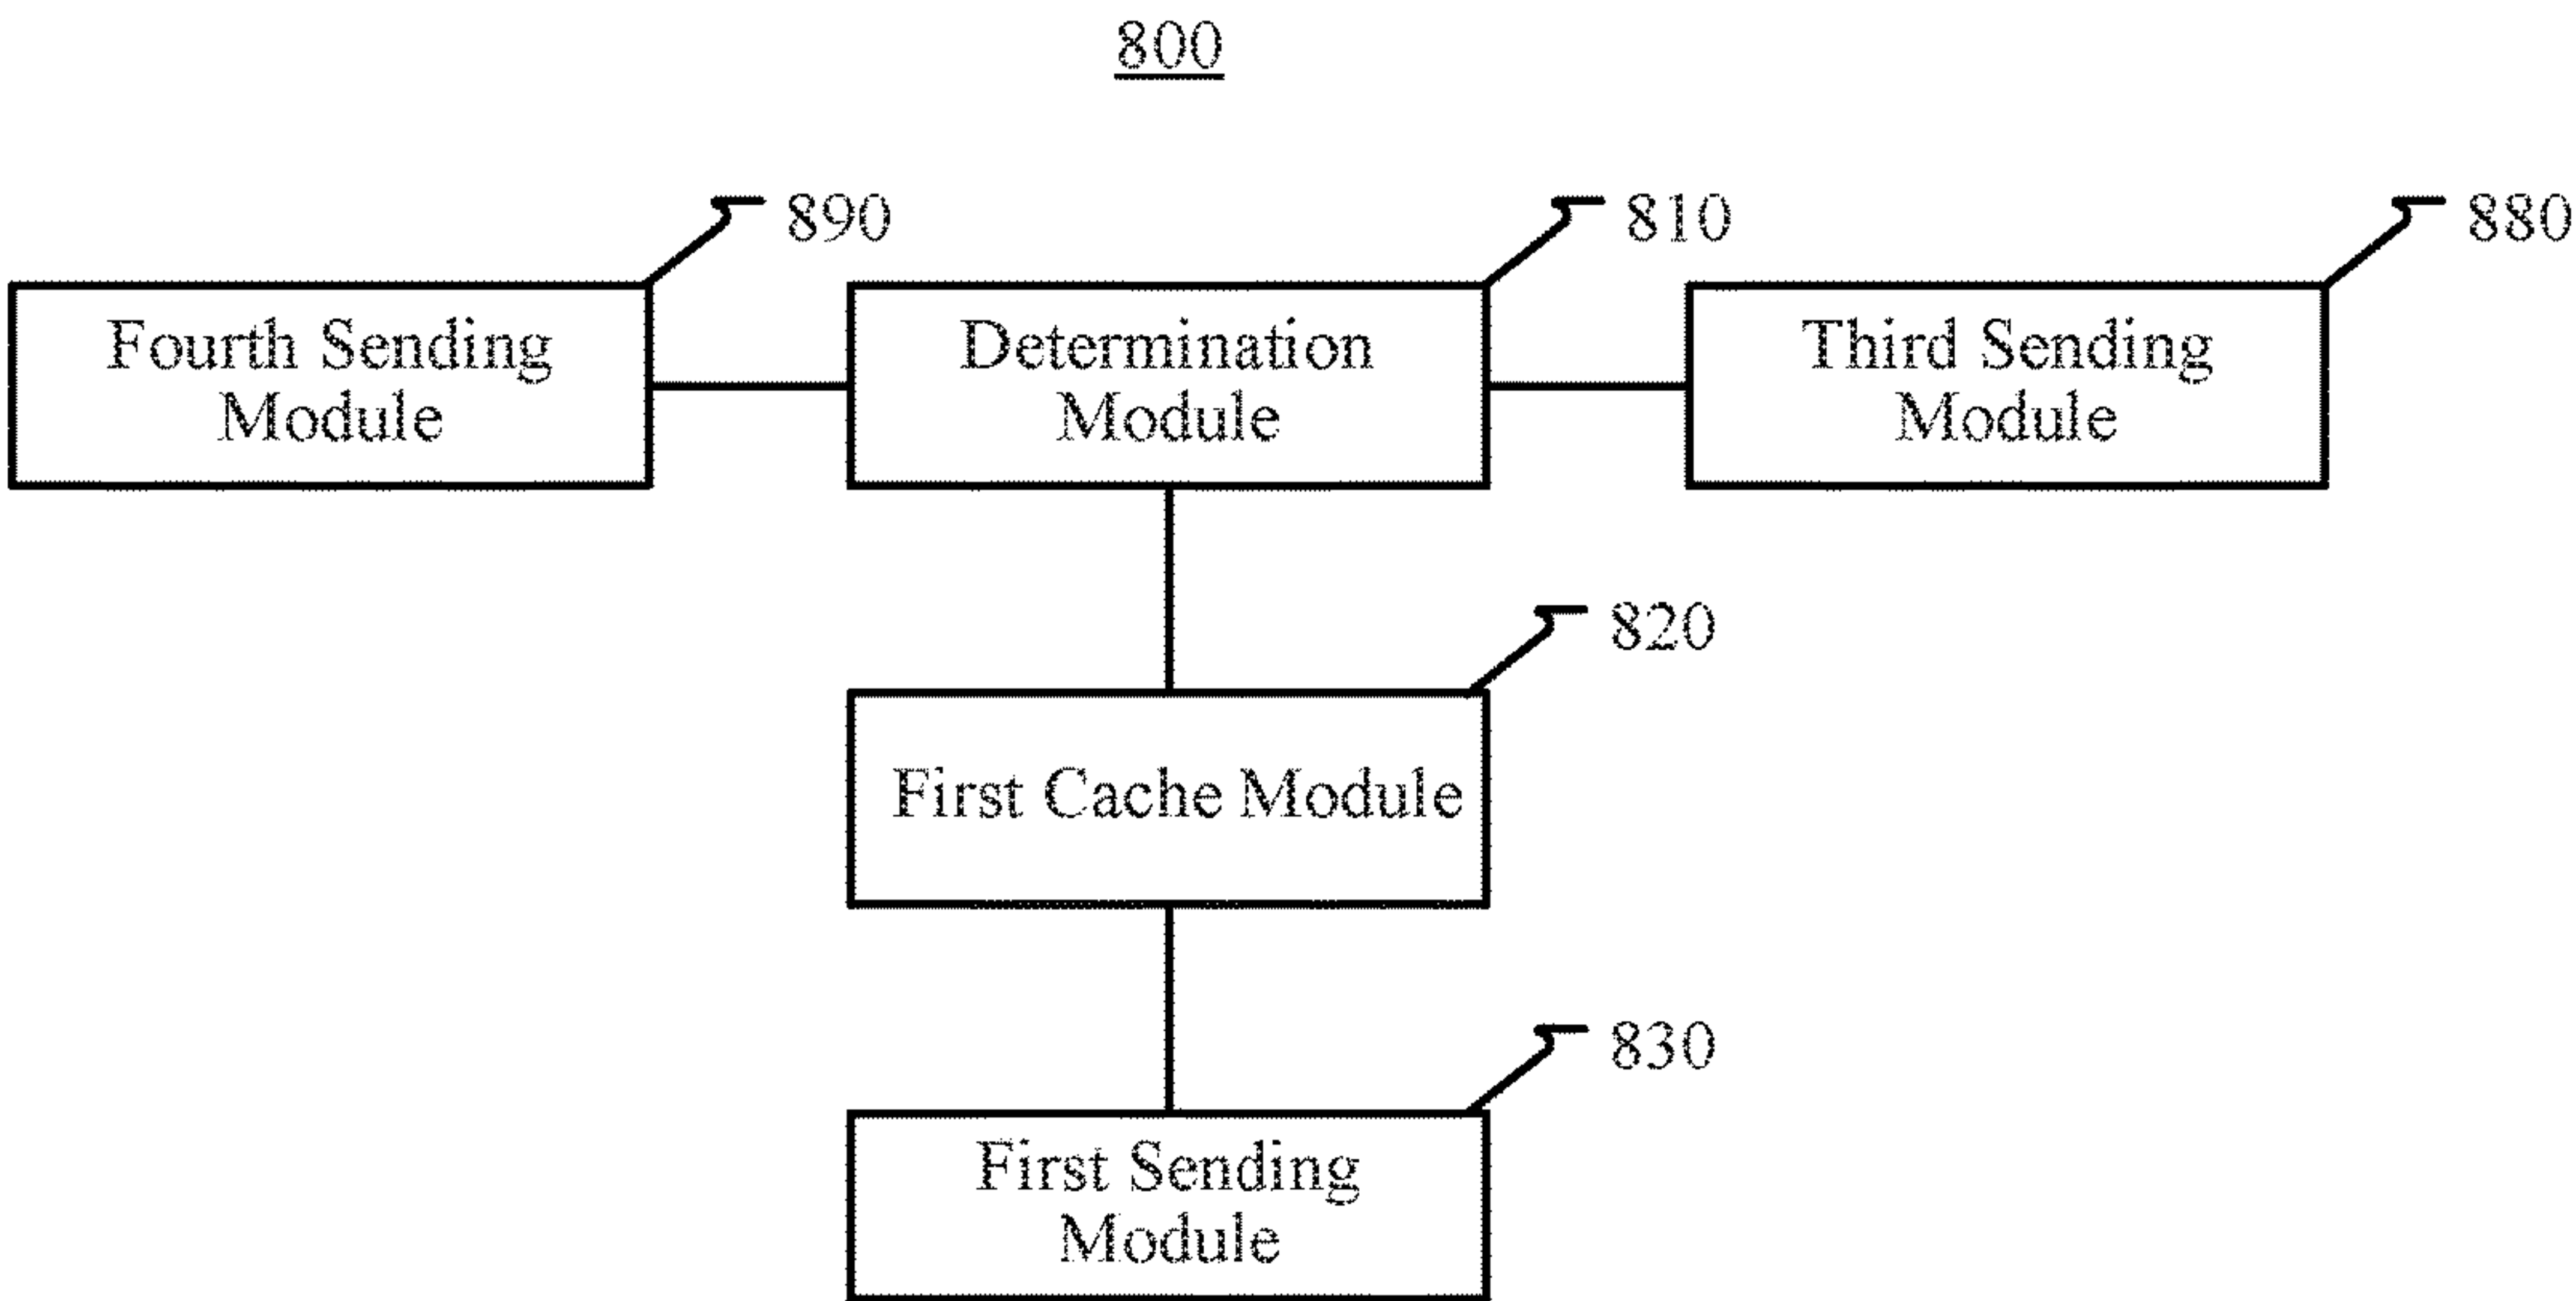 800
890
810
880
Fourth Sending
Module
Determination
Module
Third Sending
Module
820
First Cache Module
830
First Sending
Module